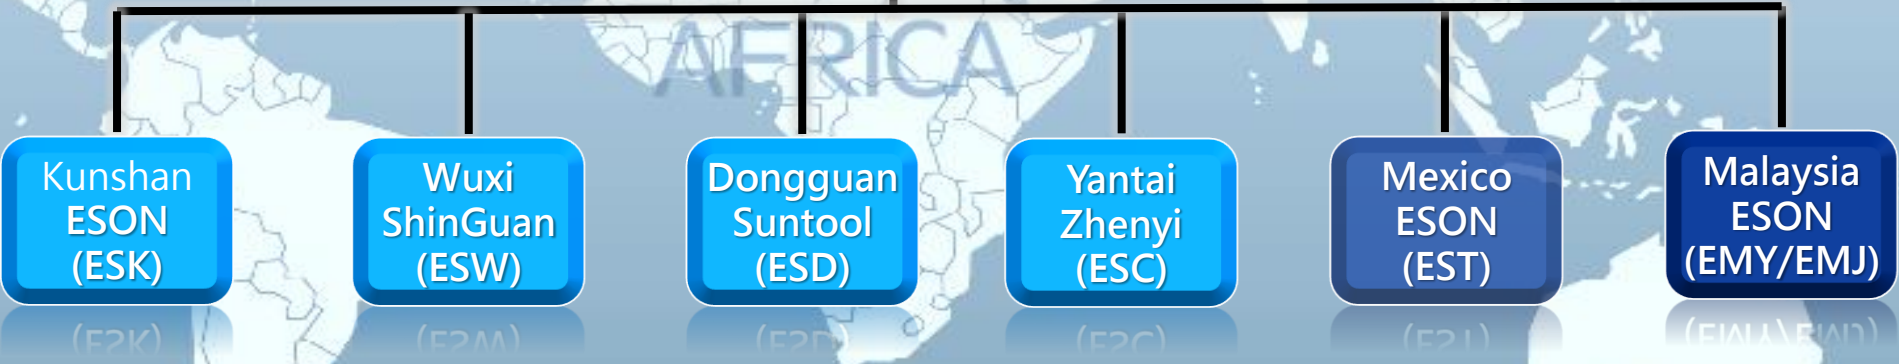 AFRICA
Kunshan
ESON
(ESK)
Wuxi
ShinGuan
(ESW)
Dongguan
Suntool
(ESD)
Yantai
Zhenyi
(ESC)
Mexico
ESON
(EST)
Malaysia
ESON
(EMY/EMJ)